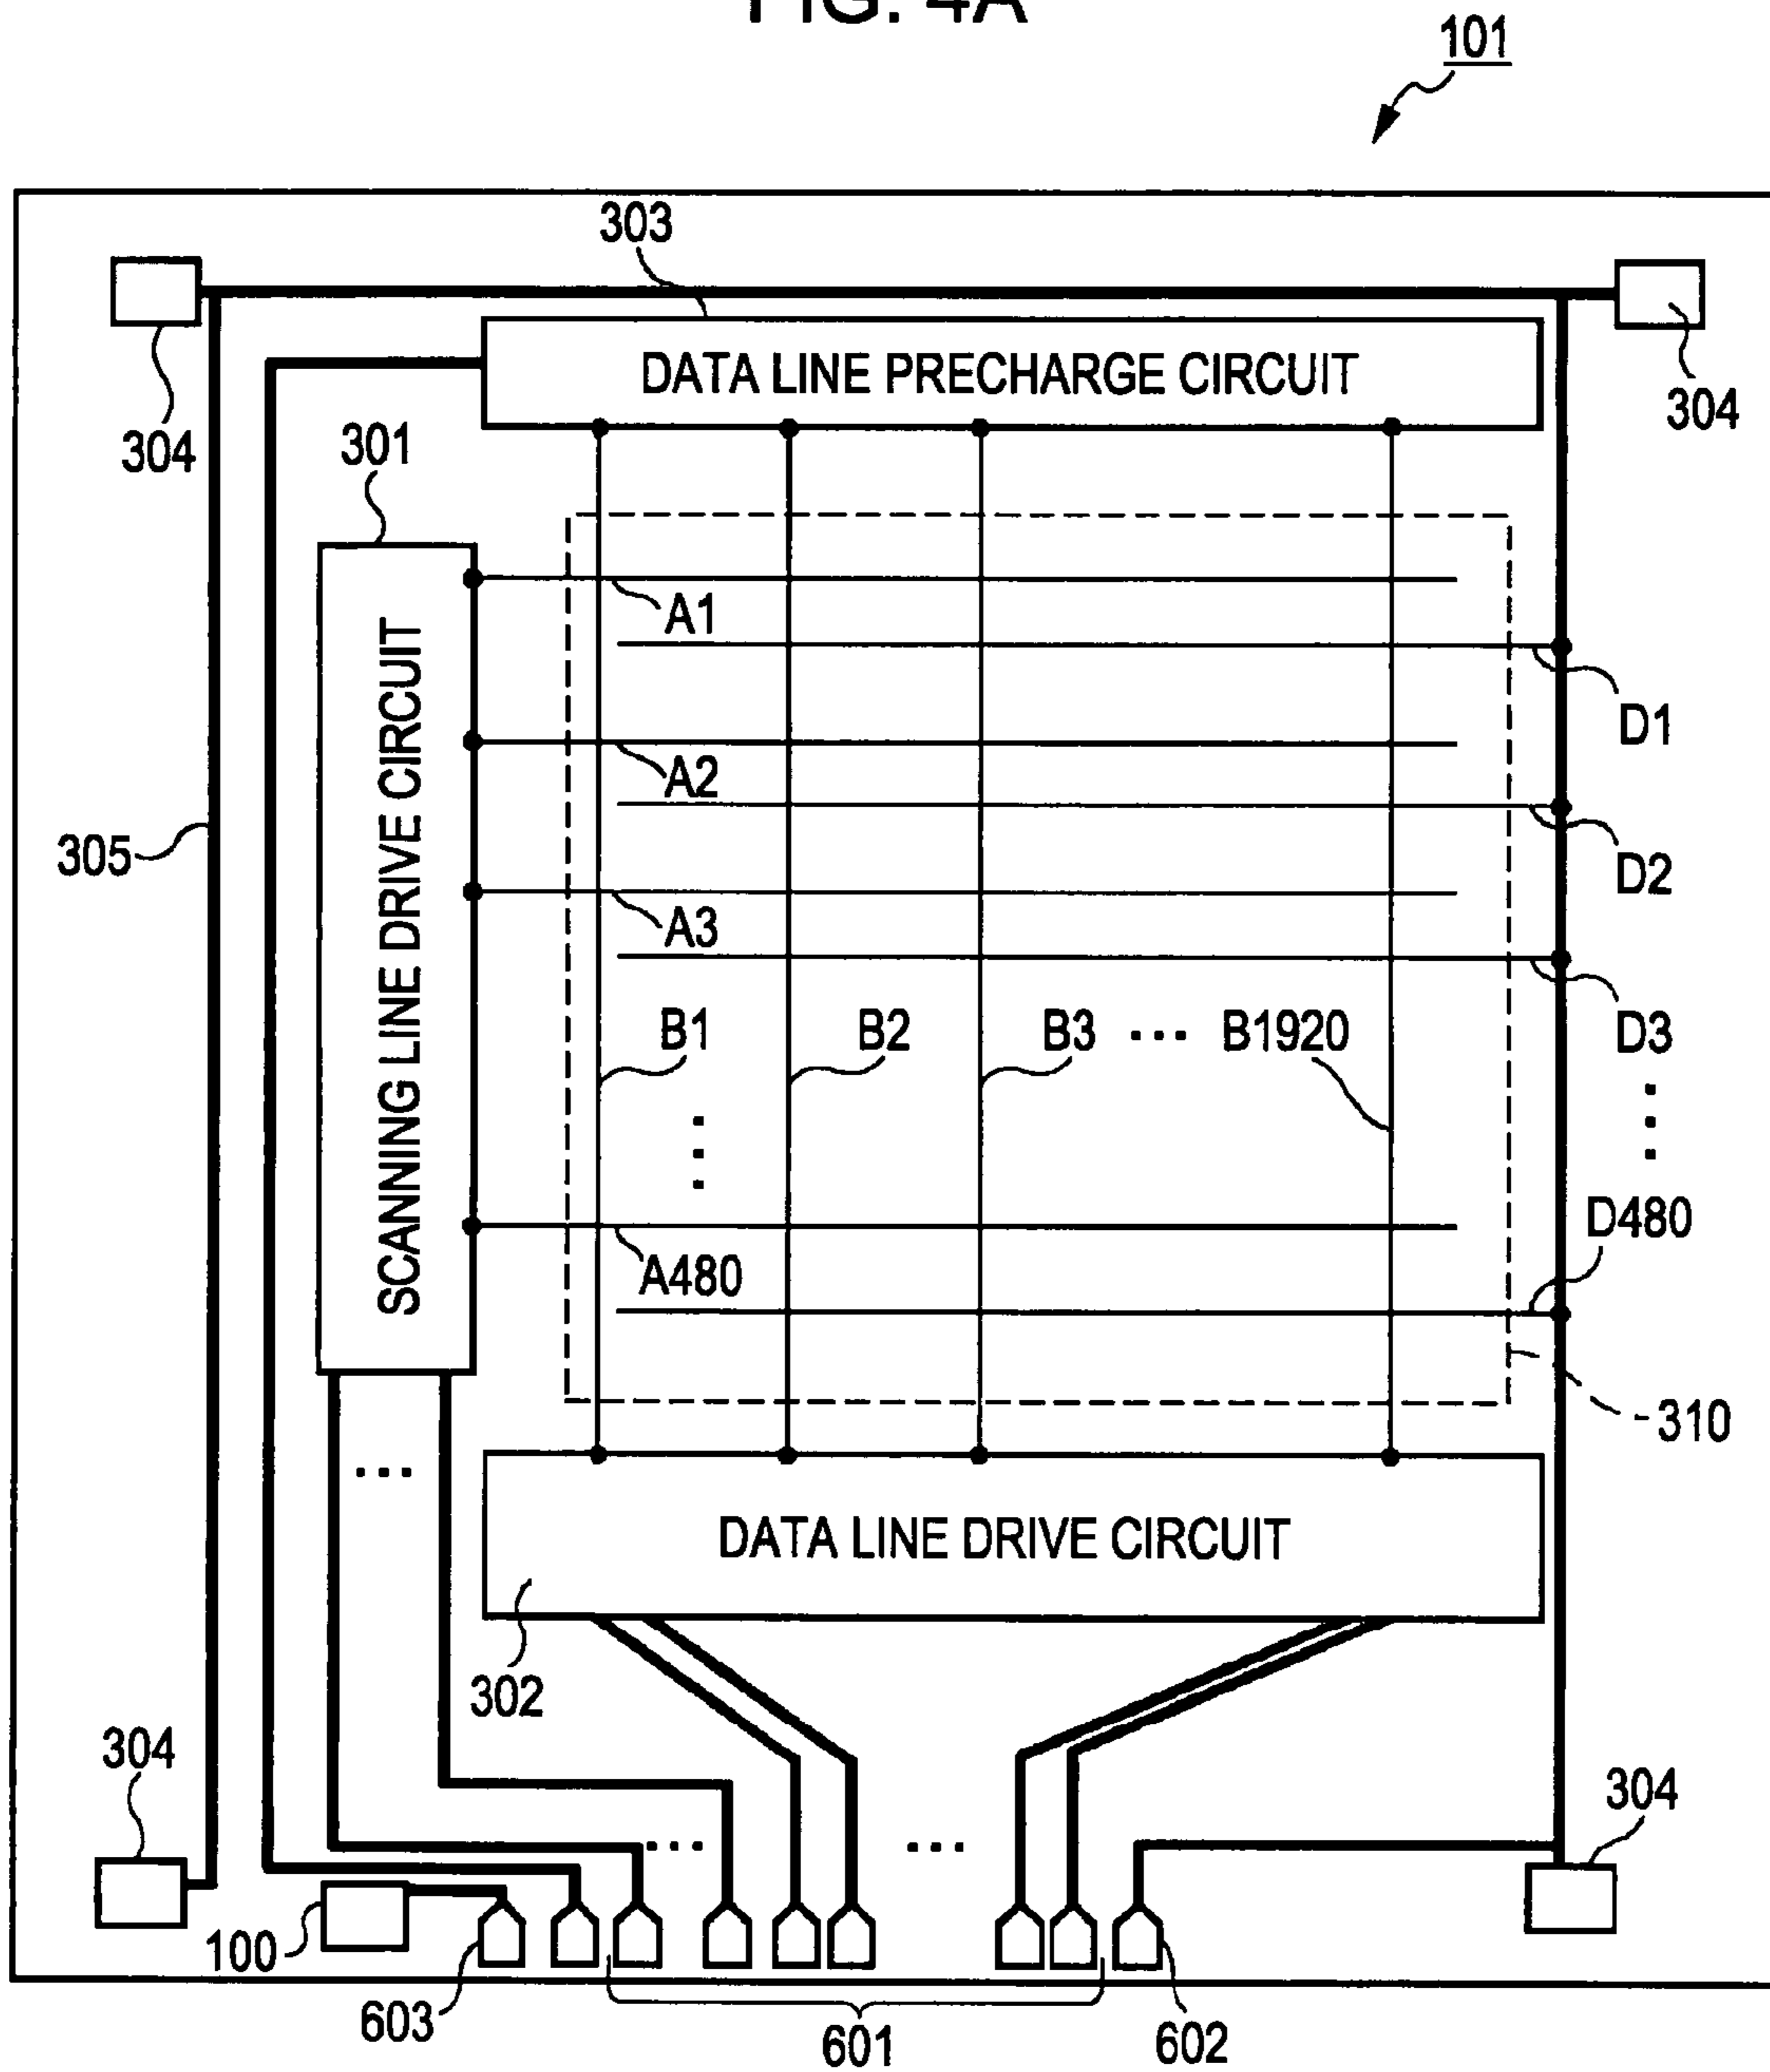 FIG. 4A
101
303
DATA LINE PRECHARGE CIRCUIT
304
304
301
SCANNING LINE DRIVE CIRCUIT
A1
D1
A2
D2
305
A3
D3
B1
B2
B3 ... B1920
D480
A480
310
DATA LINE DRIVE CIRCUIT
302
304
304
100
603
601
602